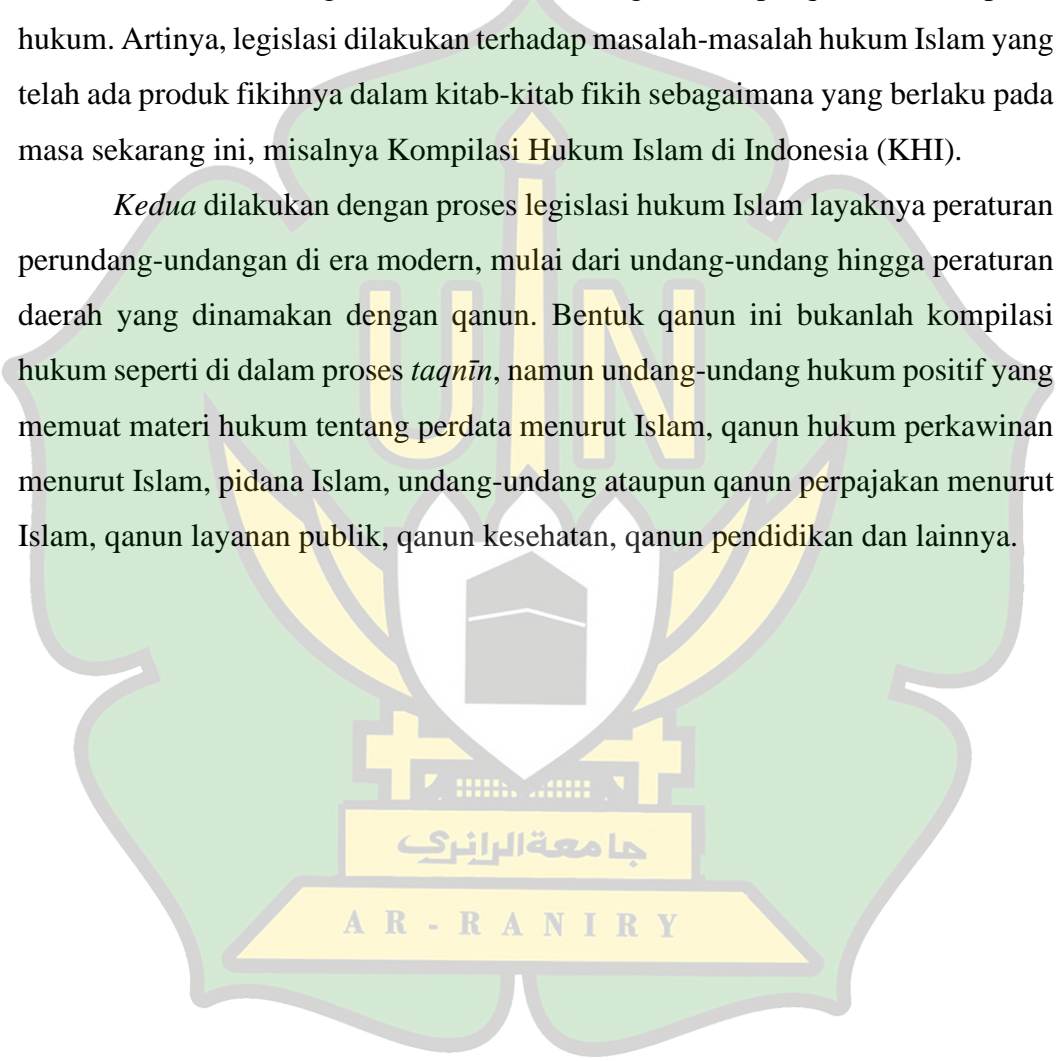 hukum. Artinya, legislasi dilakukan terhadap masalah-masalah hukum Islam yang
telah ada produk fikihnya dalam kitab-kitab fikih sebagaimana yang berlaku pada
masa sekarang ini, misalnya Kompilasi Hukum Islam di Indonesia (KHI).
Kedua dilakukan dengan proses legislasi hukum Islam layaknya peraturan
perundang-undangan di era modern, mulai dari undang-undang hingga peraturan
daerah yang dinamakan dengan qanun. Bentuk qanun ini bukanlah kompilasi
hukum seperti di dalam proses taqnīn, namun undang-undang hukum positif yang
memuat materi hukum tentang perdata menurut Islam, qanun hukum perkawinan
menurut Islam, pidana Islam, undang-undang ataupun qanun perpajakan menurut
Islam, qanun layanan publik, qanun kesehatan, qanun pendidikan dan lainnya.
UIN
جامعة الرانري
AR-RANIRY